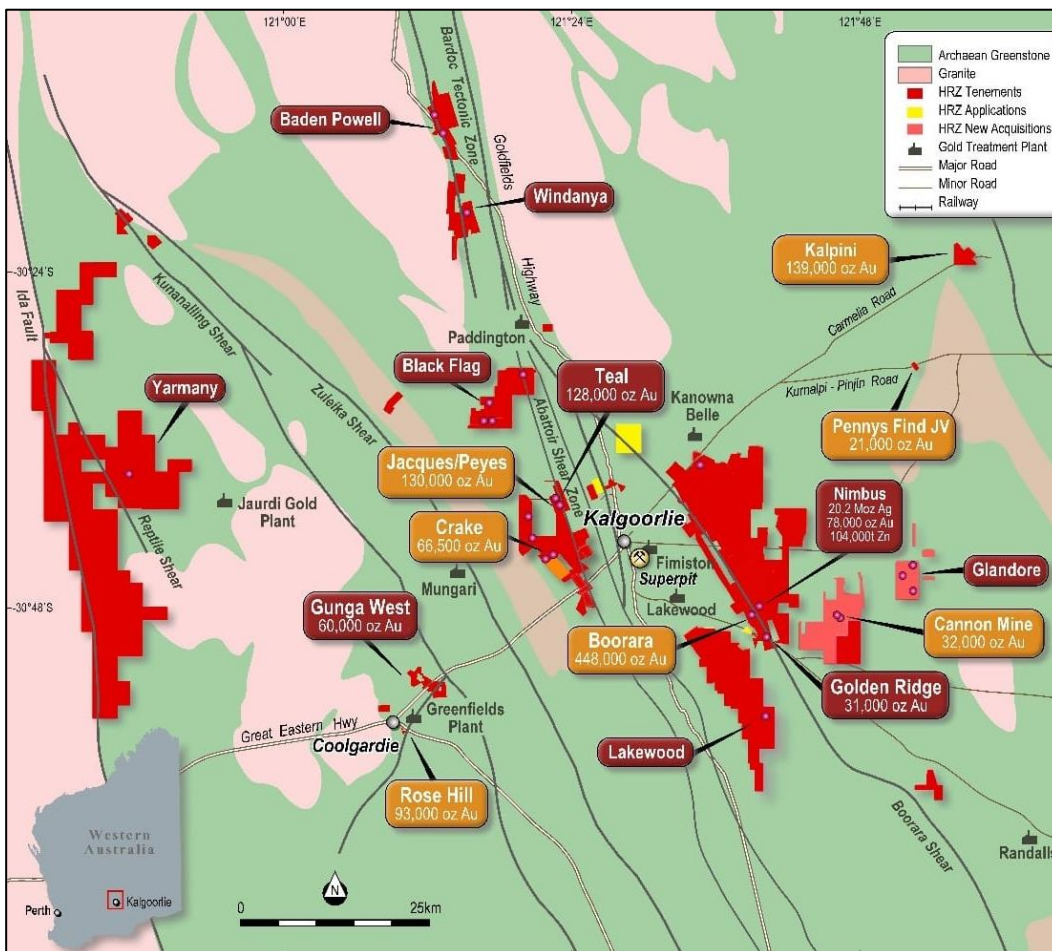 121°00´E
121°24´E
121°48´E
Archaean Greenstone
Granite
HRZ Tenements
HRZ Applications
HRZ New Acquisitions
Gold Treatment Plant
Major Road
Minor Road
Railway
Bardoc Tectonic Zone
Baden Powell
Goldfields
Highway
Windanya
Kalpini
139,000 oz Au
-30°24´S
Ida Fault
Kunanalling Shear
Carmelia Road
Paddington
Zuleika Shear
Black Flag
Teal
128,000 oz Au
Kurnalpi - Pinjin Road
Yarmany
Abattoir Shear Zone
Kanowna
Belle
Pennys Find JV
21,000 oz Au
Jacques/Peyes
130,000 oz Au
Nimbus
20.2 Moz Ag
78,000 oz Au
104,000t Zn
Jaurdi Gold
Plant
Reptile Shear
Crake
66,500 oz Au
Kalgoorlie
Fimiston
Superpit
Glandore
Mungari
Lakewood
-30°48´S
Gunga West
60,000 oz Au
Boorara
448,000 oz Au
Cannon Mine
32,000 oz Au
Golden Ridge
31,000 oz Au
Greenfields
Plant
Great Eastern Hwy
Coolgardie
Lakewood
Rose Hill
93,000 oz Au
Boorara Shear
Randalls
Western
Australia
Perth
Kalgoorlie
N
0
25km